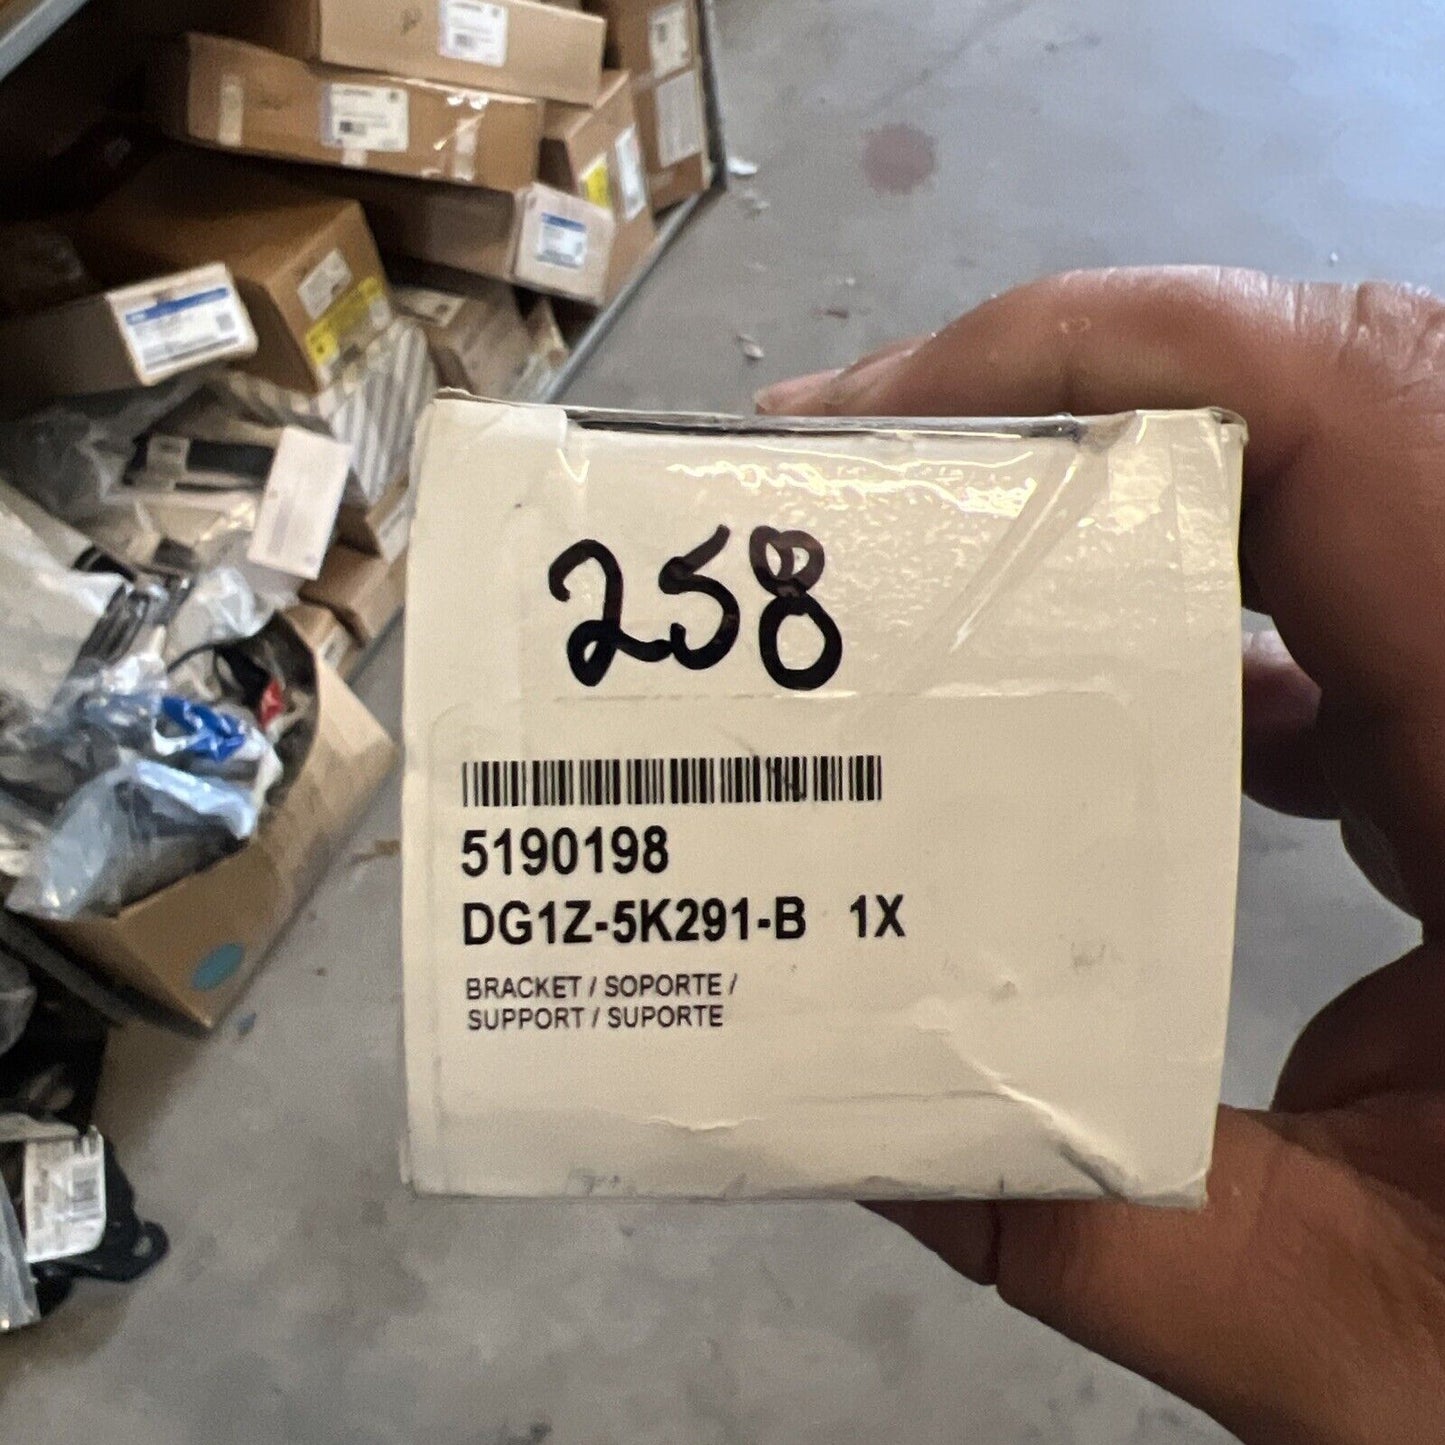 258
5190198
DG1Z-5K291-B 1X
BRACKET / SOPORTE /
SUPPORT / SUPORTE